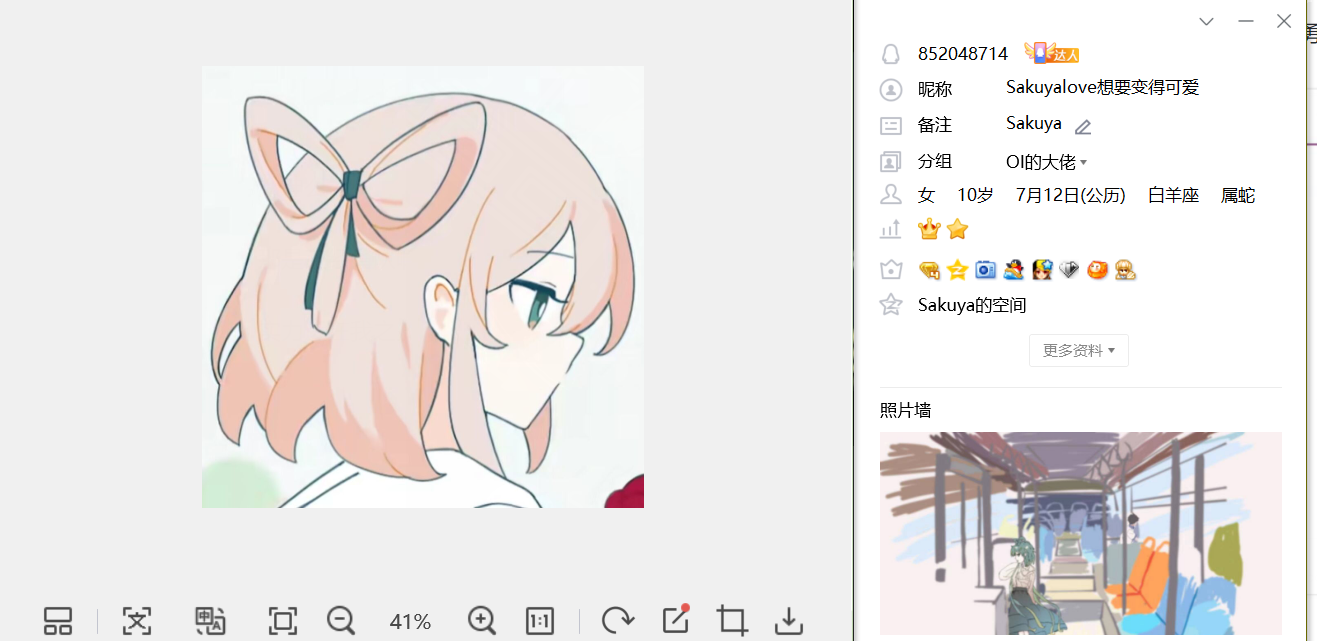 852048714 达人
昵称 Sakuyalove想要变得可爱
备注 Sakuya
分组 OI的大佬
女 10岁 7月12日(公历) 白羊座 属蛇
Sakuya的空间
更多资料
照片墙
文 申A 41% 1:1